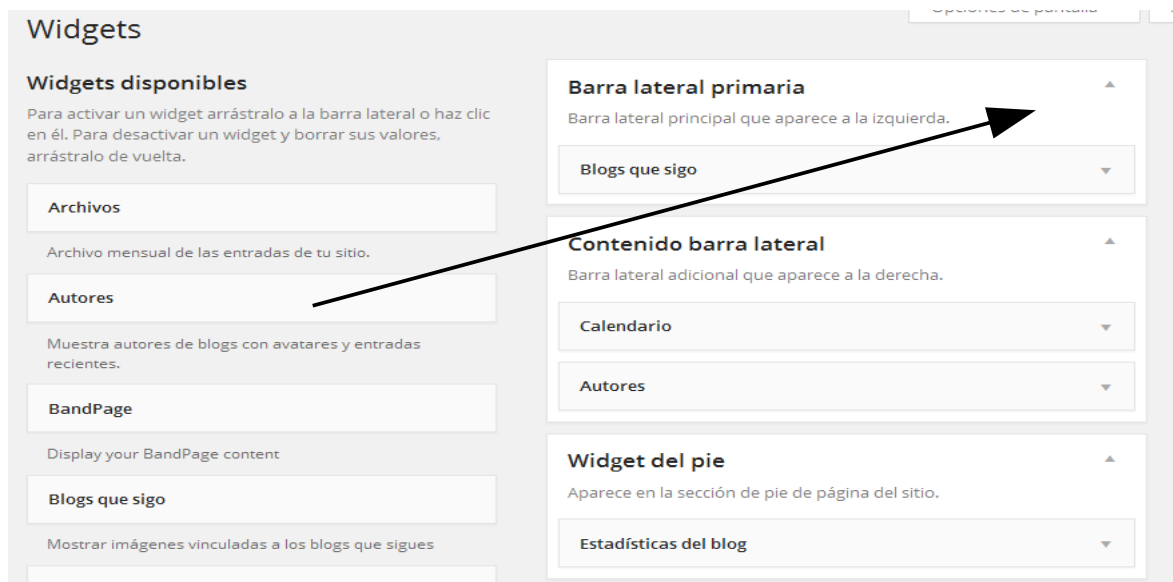 Opciones de pantalla
Widgets
Widgets disponibles
Para activar un widget arrástralo a la barra lateral o haz clic
en él. Para desactivar un widget y borrar sus valores,
arrástralo de vuelta.
Archivos
Archivo mensual de las entradas de tu sitio.
Autores
Muestra autores de blogs con avatares y entradas
recientes.
BandPage
Display your BandPage content
Blogs que sigo
Mostrar imágenes vinculadas a los blogs que sigues
Barra lateral primaria
Barra lateral principal que aparece a la izquierda.
Blogs que sigo
Contenido barra lateral
Barra lateral adicional que aparece a la derecha.
Calendario
Autores
Widget del pie
Aparece en la sección de pie de página del sitio.
Estadísticas del blog